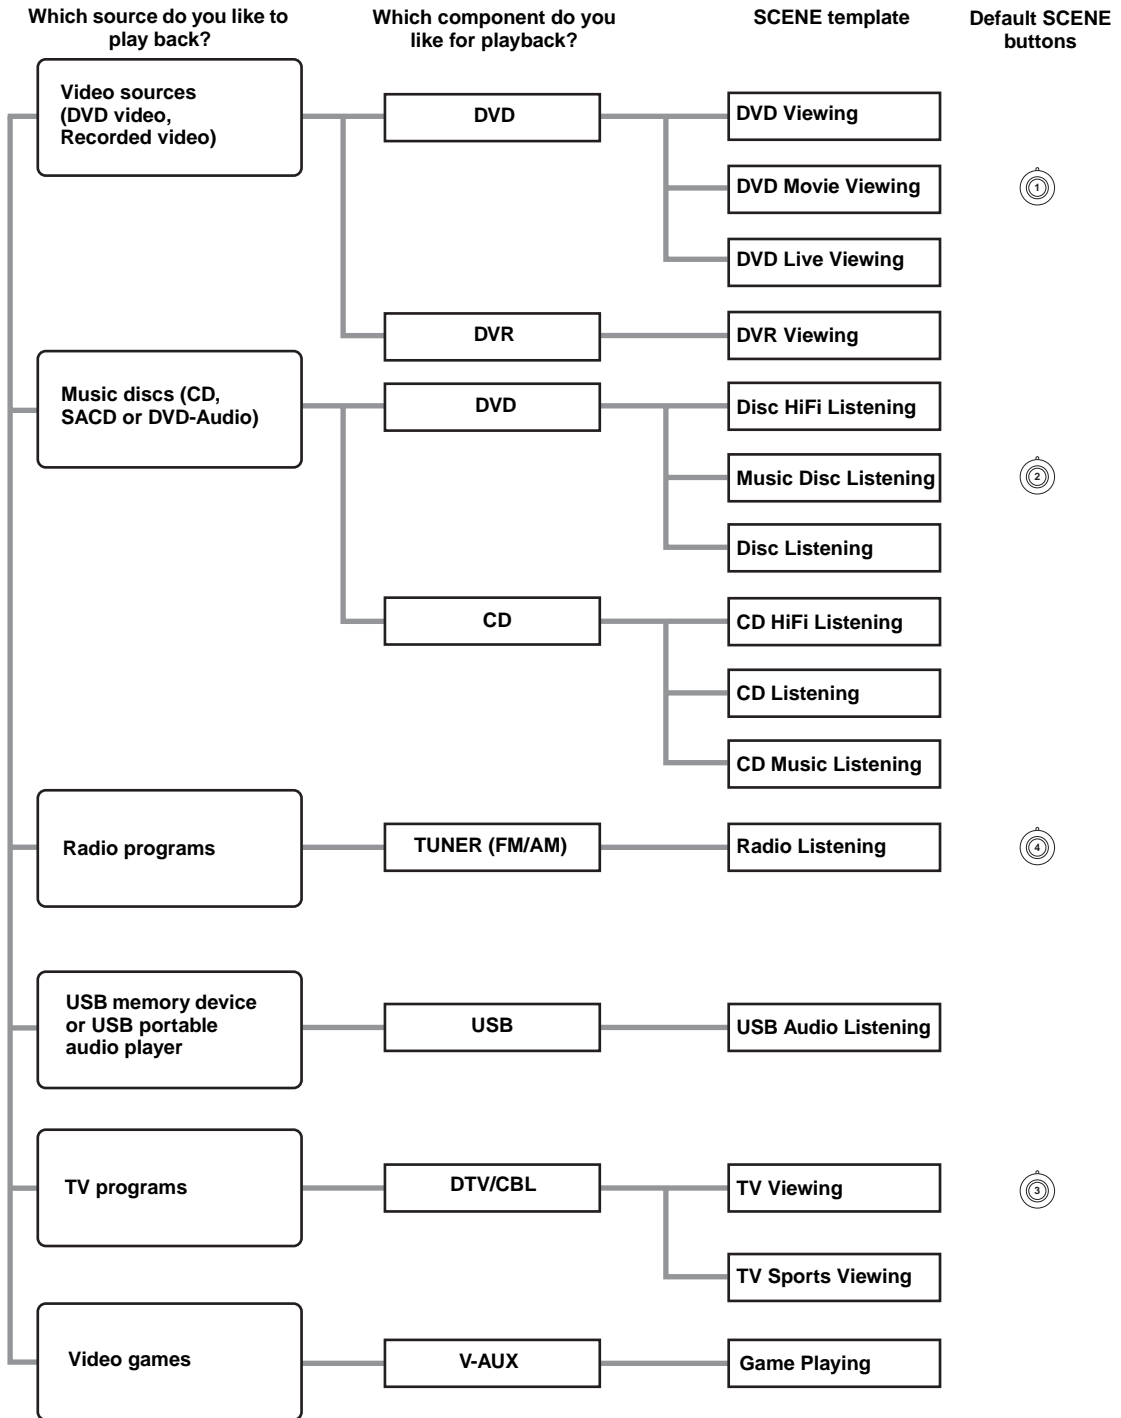 Which source do you like to
play back?
Which component do you
like for playback?
SCENE template
Default SCENE
buttons
Video sources
(DVD video,
Recorded video)
DVD
DVD Viewing
DVD Movie Viewing
1
DVD Live Viewing
DVR
DVR Viewing
Music discs (CD,
SACD or DVD-Audio)
DVD
Disc HiFi Listening
Music Disc Listening
2
Disc Listening
CD
CD HiFi Listening
CD Listening
CD Music Listening
Radio programs
TUNER (FM/AM)
Radio Listening
4
USB memory device
or USB portable
audio player
USB
USB Audio Listening
TV programs
DTV/CBL
TV Viewing
3
TV Sports Viewing
Video games
V-AUX
Game Playing